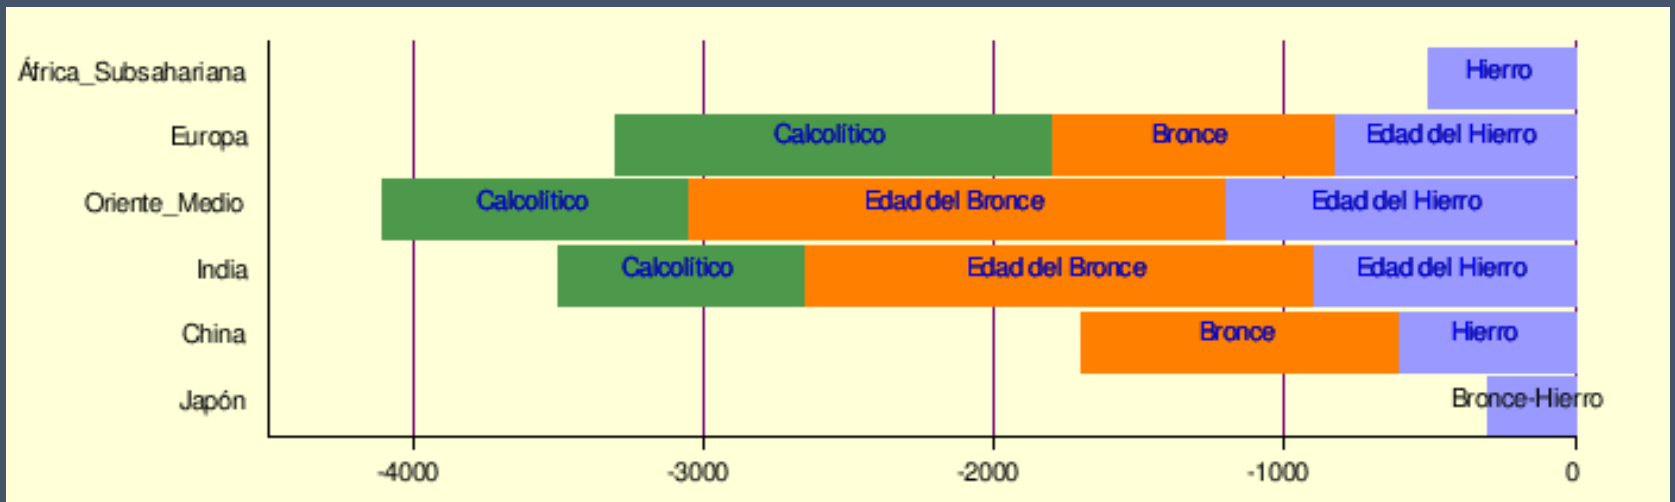 África_Subsahariana Hierro
Europa Calcolítico Bronce Edad del Hierro
Oriente_Medio Calcolítico Edad del Bronce Edad del Hierro
India Calcolítico Edad del Bronce Edad del Hierro
China Bronce Hierro
Japón Bronce-Hierro
-4000 -3000 -2000 -1000 0